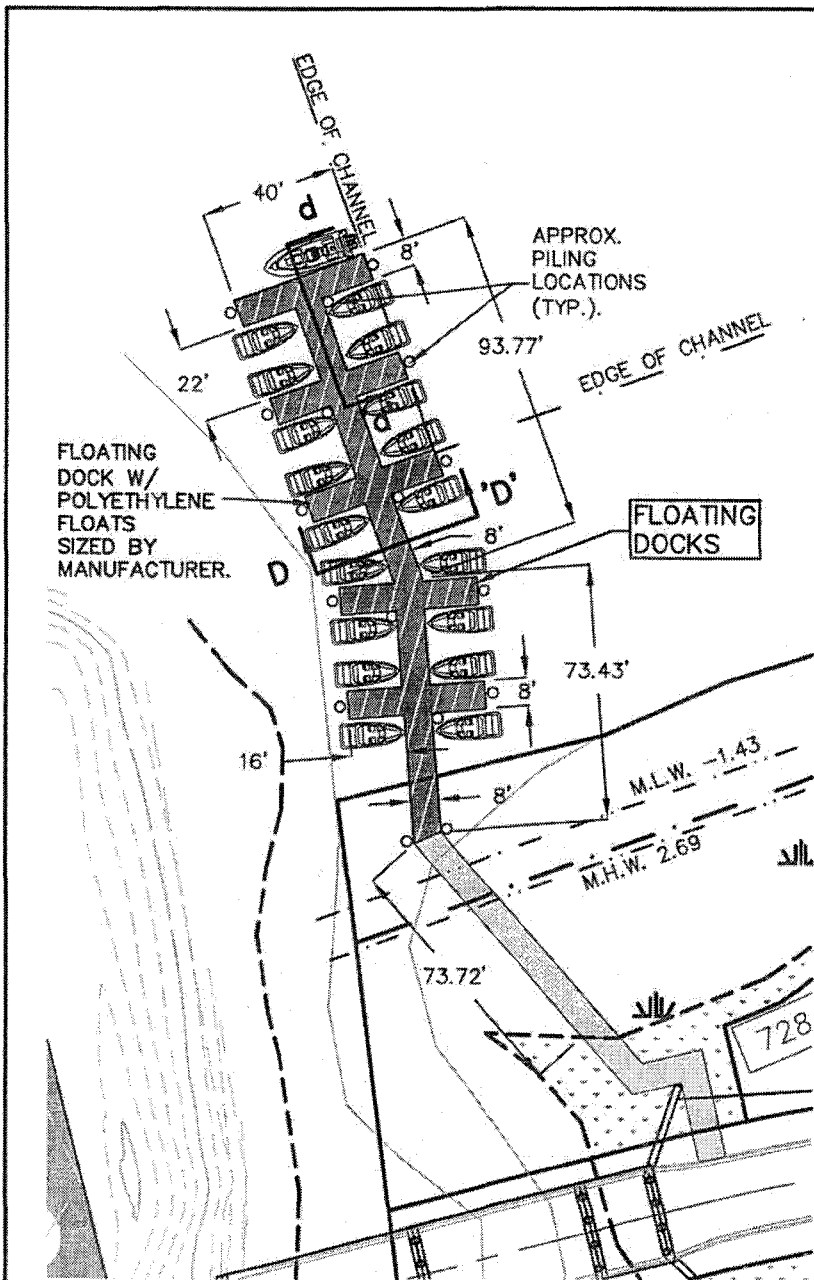 EDGE OF CHANNEL
40'
d
8'
APPROX.
PILING
LOCATIONS
(TYP.).
93.77'
EDGE OF CHANNEL
22'
d
FLOATING
DOCK W/
POLYETHYLENE
FLOATS
SIZED BY
MANUFACTURER.
'D'
8'
D
FLOATING
DOCKS
73.43'
8'
16'
8'
M.L.W. -1.43
M.H.W. 2.69
73.72'
728